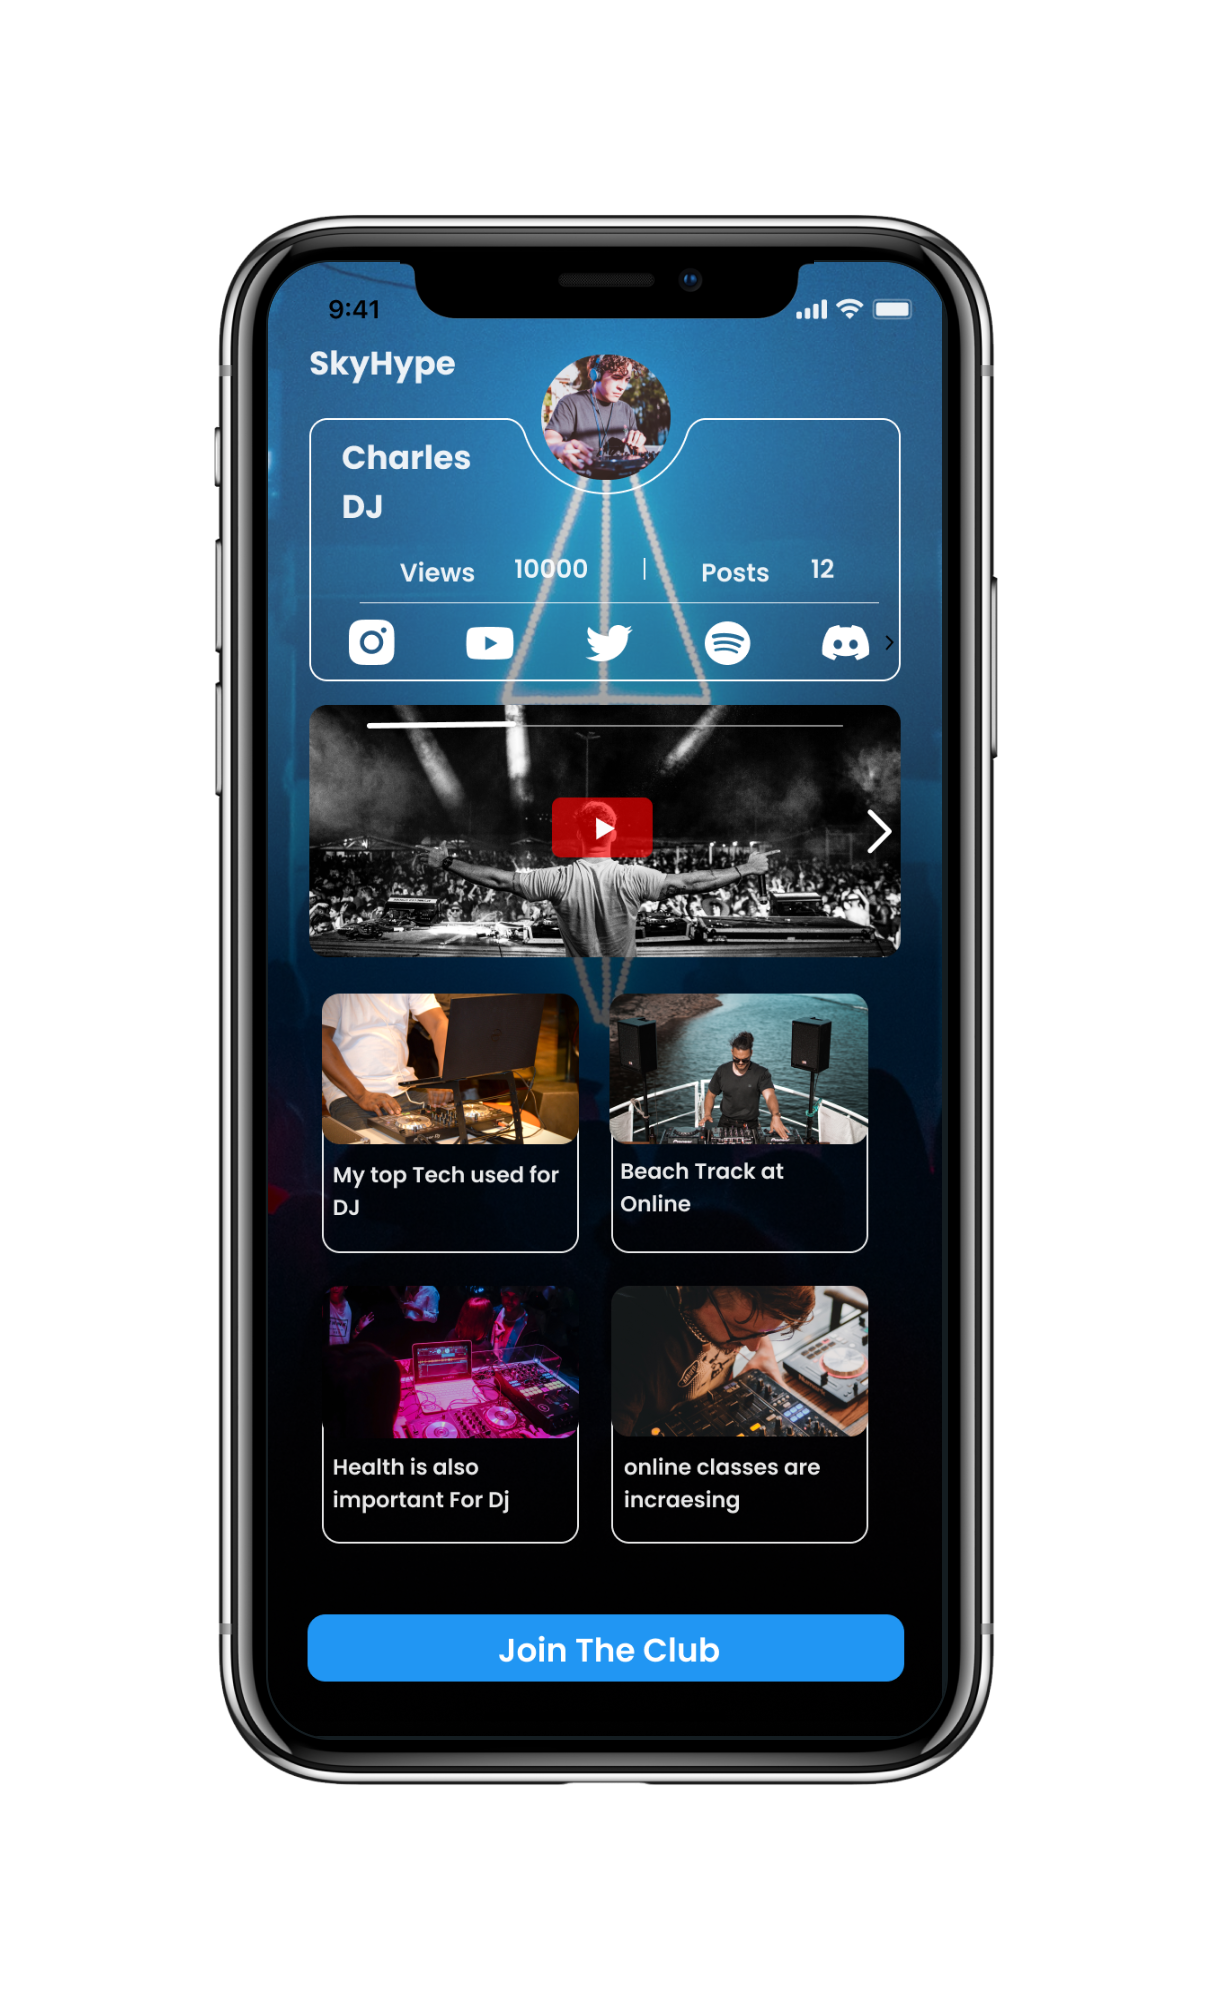 9:41
SkyHype
Charles
DJ
Views 10000 | Posts 12
My top Tech used for
DJ
Beach Track at
Online
Health is also
important For Dj
online classes are
incraesing
Join The Club